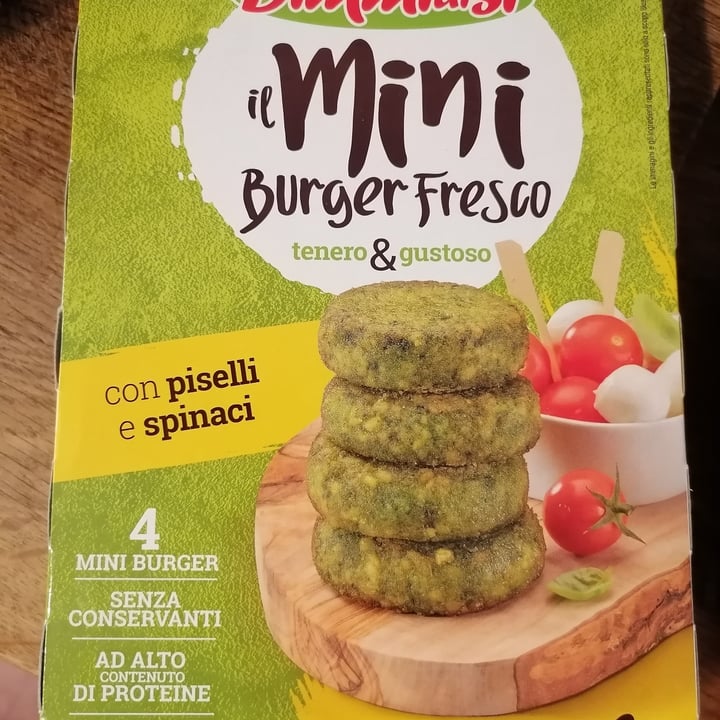 il Mini
Burger Fresco
tenero & gustoso
con piselli
e spinaci
4
MINI BURGER
SENZA
CONSERVANTI
AD ALTO
CONTENUTO
DI PROTEINE